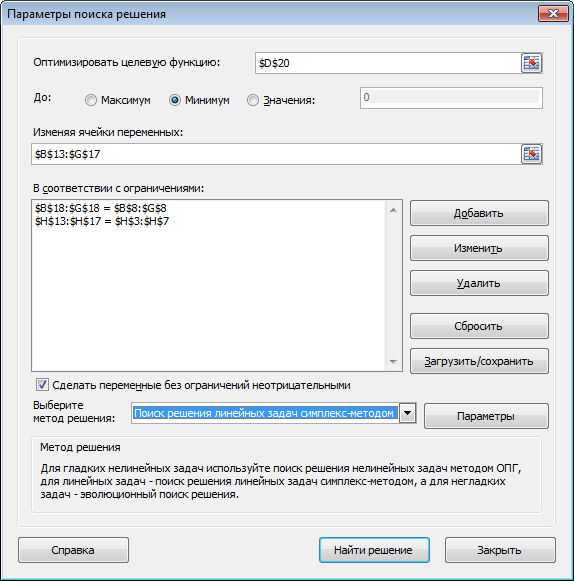 Параметры поиска решения
Оптимизировать целевую функцию: $D$20
До: Максимум Минимум Значения: 0
Изменяя ячейки переменных:
$B$13:$G$17
В соответствии с ограничениями:
$B$18:$G$18 = $B$8:$G$8
$H$13:$H$17 = $H$3:$H$7
Добавить
Изменить
Удалить
Сбросить
Загрузить/сохранить
Сделать переменные без ограничений неотрицательными
Выберите
метод решения:
Поиск решения линейных задач симплекс-методом
Параметры
Метод решения
Для гладких нелинейных задач используйте поиск решения нелинейных задач методом ОПГ,
для линейных задач - поиск решения линейных задач симплекс-методом, а для негладких
задач - эволюционный поиск решения.
Справка Найти решение Закрыть